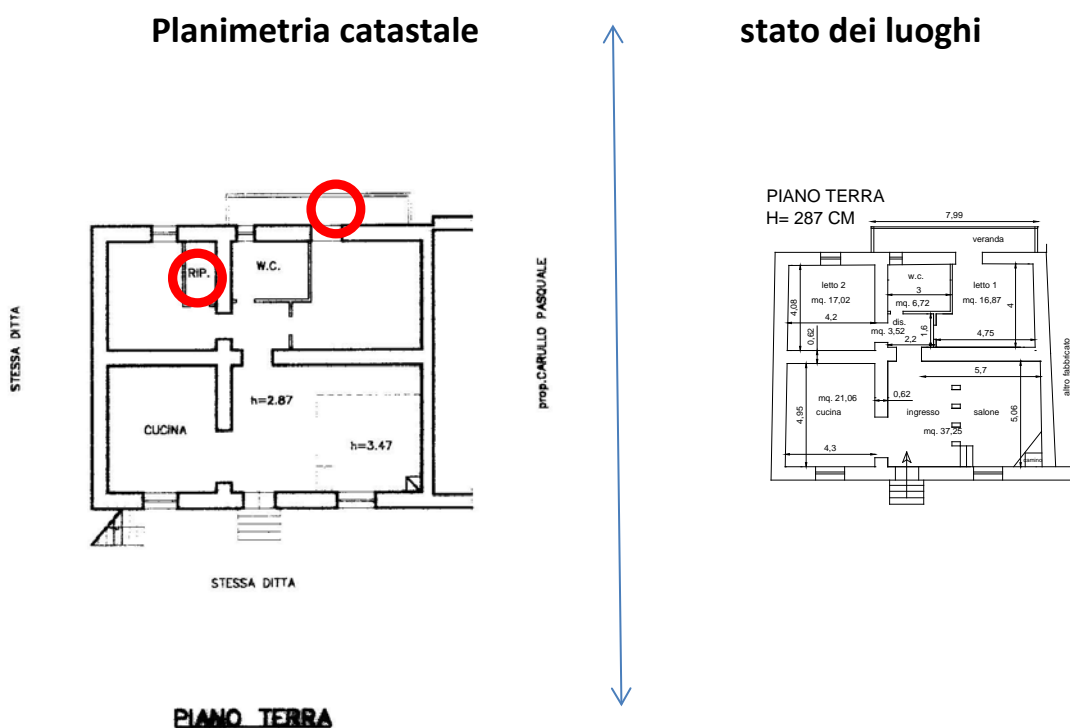 Planimetria catastale
stato dei luoghi
STESSA DITTA
RIP.
W.C.
h=2.87
CUCINA
h=3.47
prop.CARULLO PASQUALE
STESSA DITTA
PIANO TERRA
PIANO TERRA
H= 287 CM
7,99
veranda
letto 2
mq. 17,02
4,08
4,2
0,62
w.c.
3
mq. 6,72
dis.
mq. 3,52
2,2
1,6
letto 1
mq. 16,87
4
4,75
5,7
mq. 21,06
cucina
0,62
4,95
4,3
ingresso
salone
mq. 37,25
5,06
camino
altro fabbricato